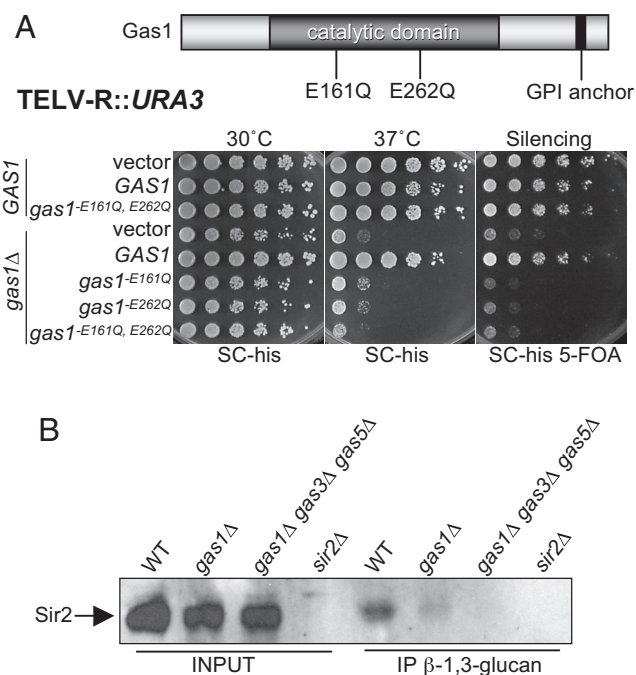 A
Gas1
catalytic domain
E161Q E262Q GPI anchor
TELV-R::URA3
30˚C 37˚C Silencing
GAS1
vector
GAS1
gas1-E161Q, E262Q
gas1Δ
vector
GAS1
gas1-E161Q
gas1-E262Q
gas1-E161Q, E262Q
SC-his SC-his SC-his 5-FOA
B
WT gas1Δ gas1Δ gas3Δ gas5Δ sir2Δ WT gas1Δ gas1Δ gas3Δ gas5Δ sir2Δ
Sir2
INPUT IP β-1,3-glucan